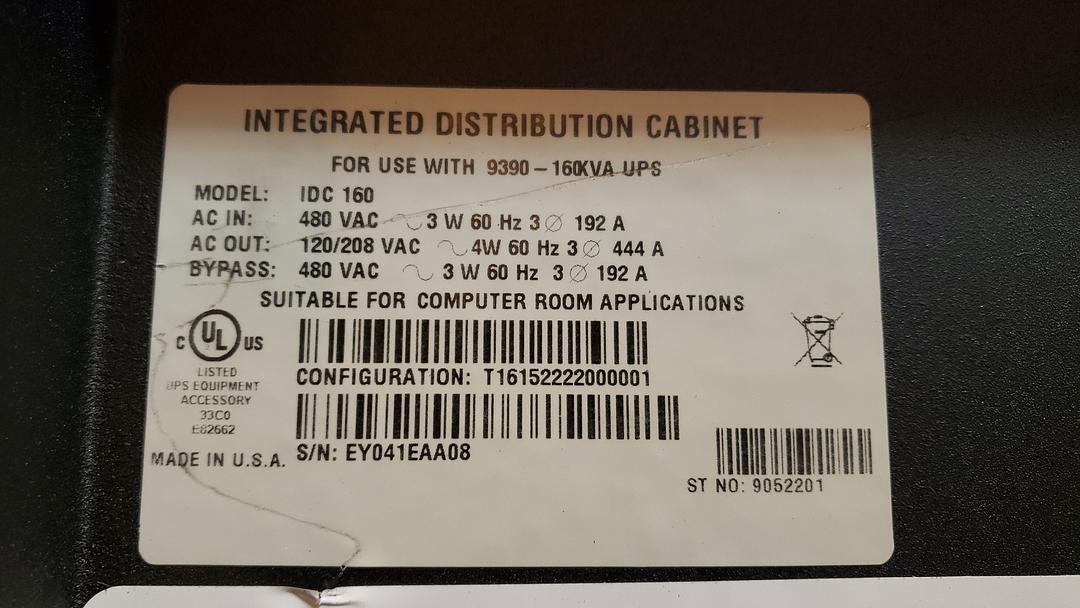 INTEGRATED DISTRIBUTION CABINET
FOR USE WITH 9390 – 160KVA UPS
MODEL: IDC 160
AC IN: 480 VAC ~ 3 W 60 Hz 3 ∅ 192 A
AC OUT: 120/208 VAC ~ 4W 60 Hz 3 ∅ 444 A
BYPASS: 480 VAC ~ 3 W 60 Hz 3 ∅ 192 A
SUITABLE FOR COMPUTER ROOM APPLICATIONS
C UL US
LISTED
UPS EQUIPMENT
ACCESSORY
33C0
E82662
MADE IN U.S.A.
CONFIGURATION: T16152222000001
S/N: EY041EAA08
ST NO: 9052201